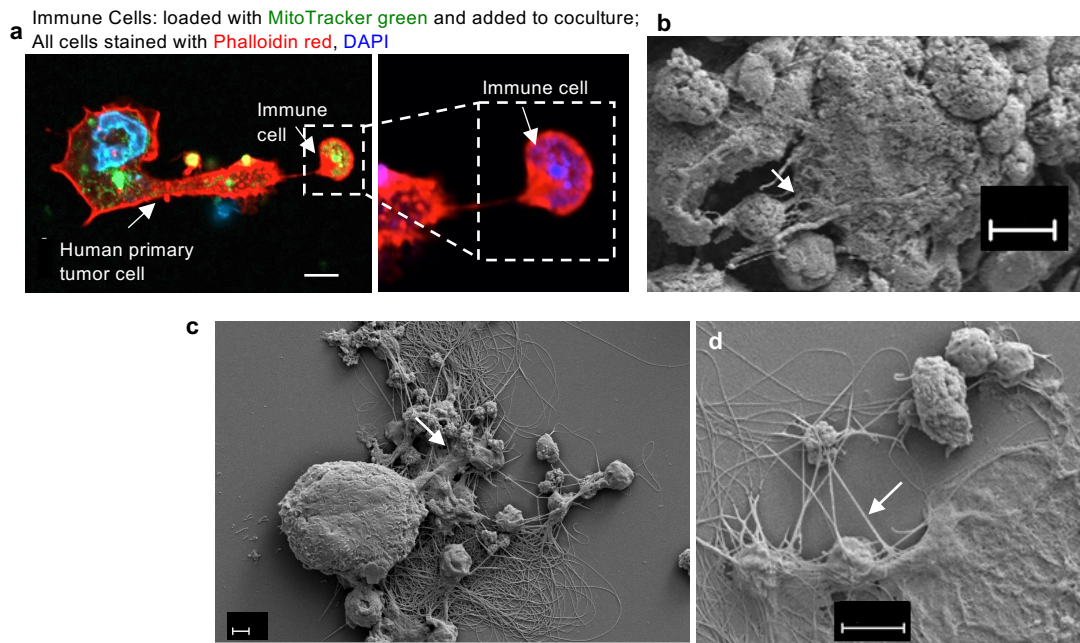 Immune Cells: loaded with MitoTracker green and added to coculture;
a
All cells stained with Phalloidin red, DAPI
b
Immune
cell
Human primary
tumor cell
Immune cell
c
d